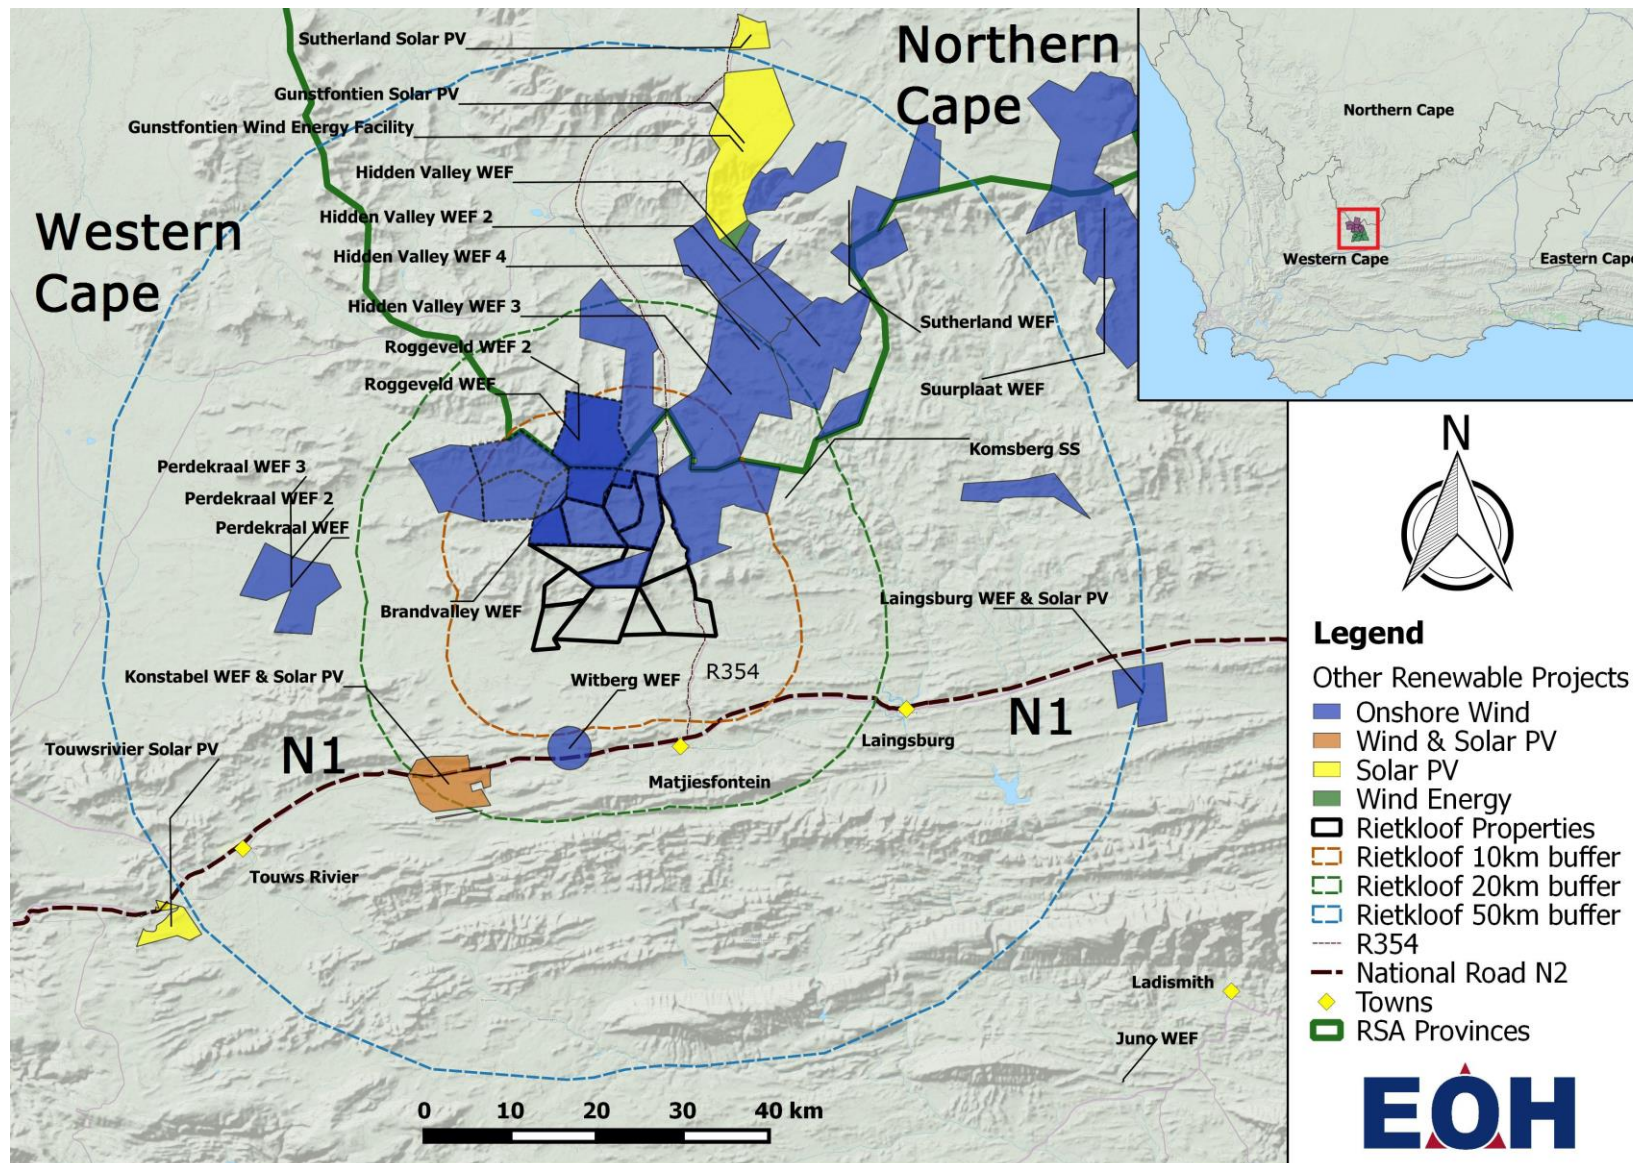 Sutherland Solar PV
Northern
Cape
Gunstfontien Solar PV
Gunstfontien Wind Energy Facility
Hidden Valley WEF
Western
Cape
Hidden Valley WEF 2
Hidden Valley WEF 4
Hidden Valley WEF 3
Sutherland WEF
Roggeveld WEF 2
Roggeveld WEF
Suurplaat WEF
Komsberg SS
Perdekraal WEF 3
Perdekraal WEF 2
Perdekraal WEF
Brandvalley WEF
Laingsburg WEF & Solar PV
Konstabel WEF & Solar PV
Witberg WEF
R354
N1
Touwsrivier Solar PV
N1
Laingsburg
Matjiesfontein
Touws Rivier
Ladismith
Juno WEF
0 10 20 30 40 km
Northern Cape
Western Cape
Eastern Cape
N
Legend
Other Renewable Projects
Onshore Wind
Wind & Solar PV
Solar PV
Wind Energy
Rietkloof Properties
Rietkloof 10km buffer
Rietkloof 20km buffer
Rietkloof 50km buffer
R354
National Road N2
Towns
RSA Provinces
EOH